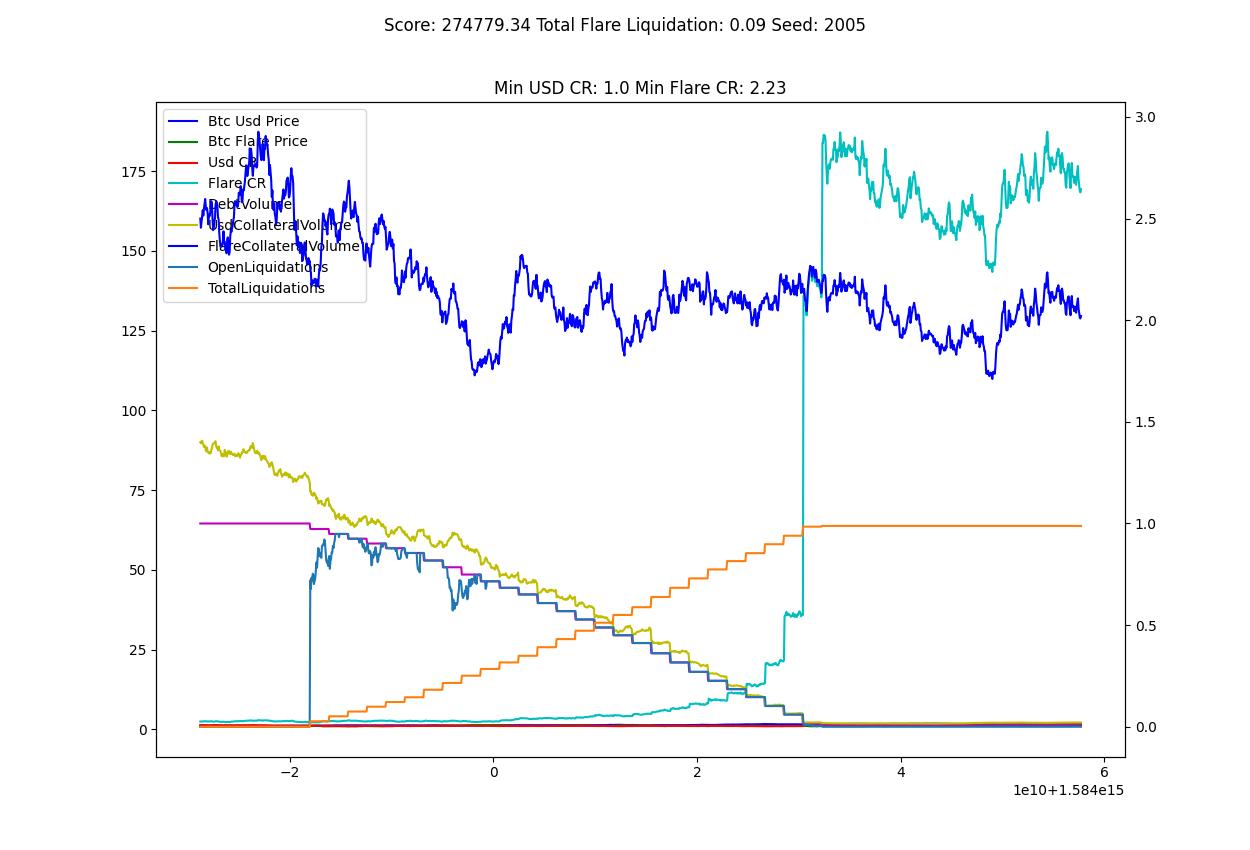 Score: 274779.34 Total Flare Liquidation: 0.09 Seed: 2005
Min USD CR: 1.0 Min Flare CR: 2.23
Btc Usd Price
Btc Flare Price
Usd CR
Flare CR
DebtVolume
UsdCollateralVolume
FlareCollateralVolume
OpenLiquidations
TotalLiquidations
175
150
125
100
75
50
25
0
3.0
2.5
2.0
1.5
1.0
0.5
0.0
−2
0
2
4
6
1e10+1.584e15